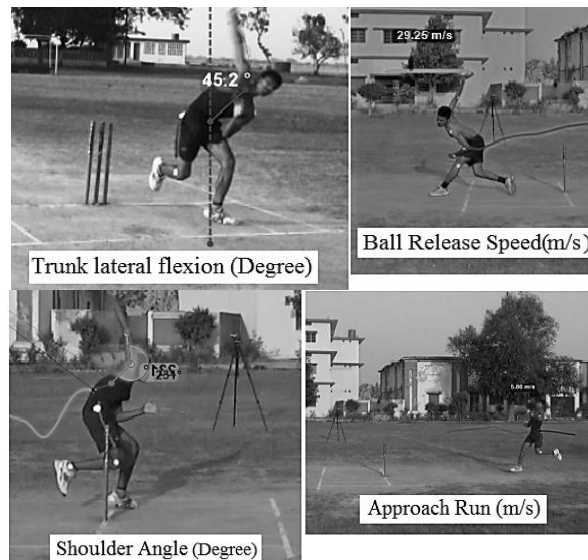 45.2 °
Trunk lateral flexion (Degree)
29.25 m/s
Ball Release Speed(m/s)
Shoulder Angle (Degree)
5.86 m/s
Approach Run (m/s)